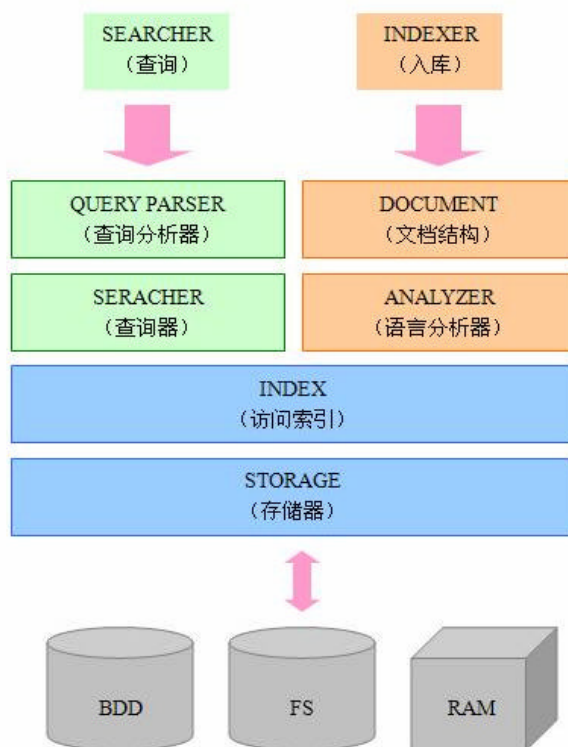 SEARCHER
（查询）
INDEXER
（入库）
QUERY PARSER
（查询分析器）
DOCUMENT
（文档结构）
SERACHER
（查询器）
ANALYZER
（语言分析器）
INDEX
（访问索引）
STORAGE
（存储器）
BDD
FS
RAM